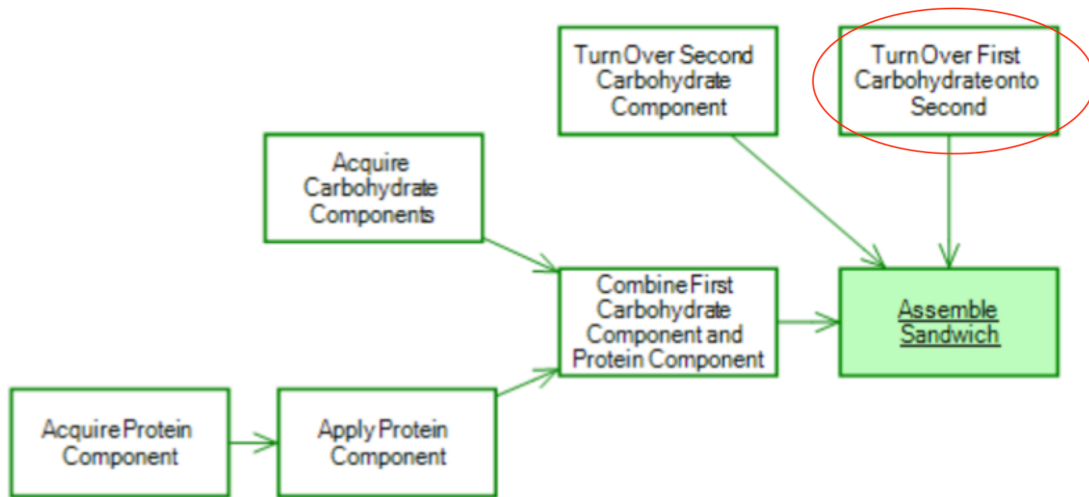 Turn Over Second
Carbohydrate
Component
Turn Over First
Carbohydrate onto
Second
Acquire
Carbohydrate
Components
Combine First
Carbohydrate
Component and
Protein Component
Assemble
Sandwich
Acquire Protein
Component
Apply Protein
Component